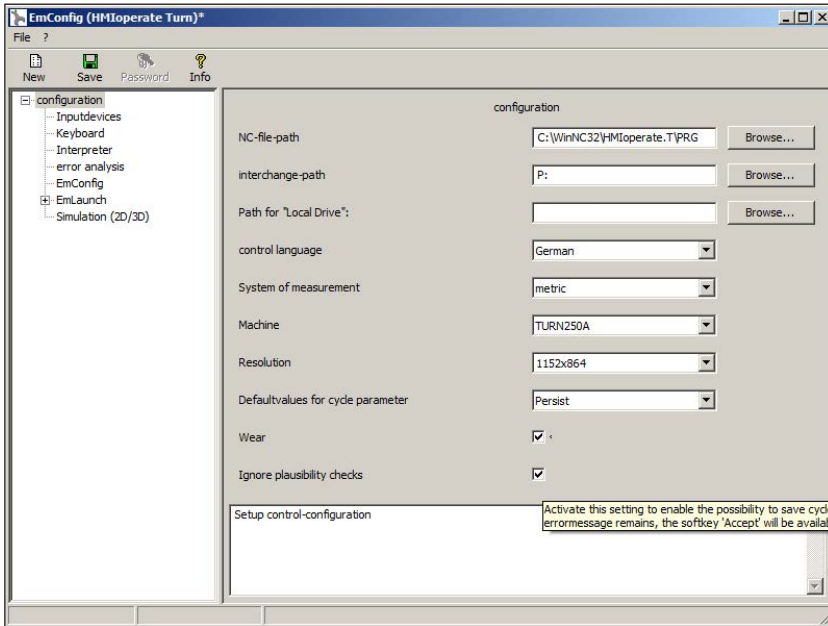 EmConfig (HMIoperate Turn)*
File ?
New Save Password Info
configuration
Inputdevices
Keyboard
Interpreter
error analysis
EmConfig
EmLaunch
Simulation (2D/3D)
configuration
NC-file-path C:\WinNC32\HMIoperate.T\PRG Browse...
interchange-path P: Browse...
Path for "Local Drive": Browse...
control language German
System of measurement metric
Machine TURN250A
Resolution 1152x864
Defaultvalues for cycle parameter Persist
Wear
Ignore plausibility checks
Setup control-configuration
Activate this setting to enable the possibility to save cycl
errormessage remains, the softkey 'Accept' will be availab